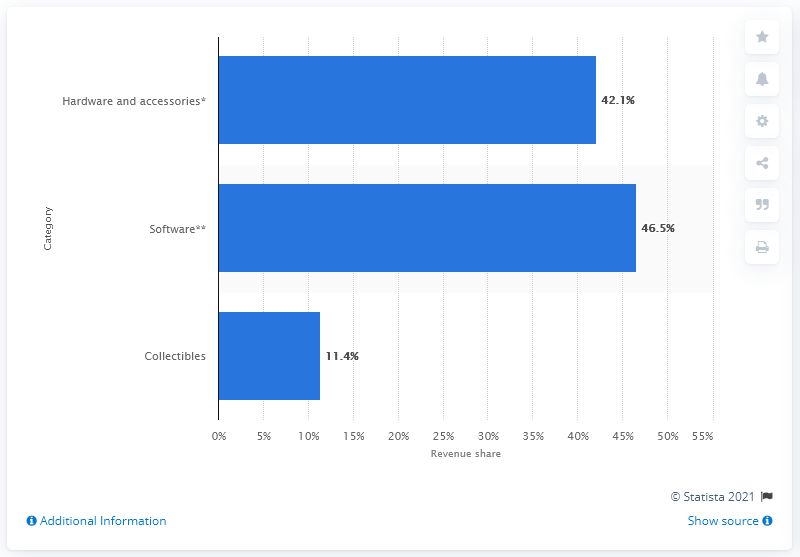 Hardware and accessories*
42.1%
Software**
46.5%
Collectibles
11.4%
Category
0% 5% 10% 15% 20% 25% 30% 35% 40% 45% 50% 55%
Revenue share
© Statista 2021
Additional Information
Show source